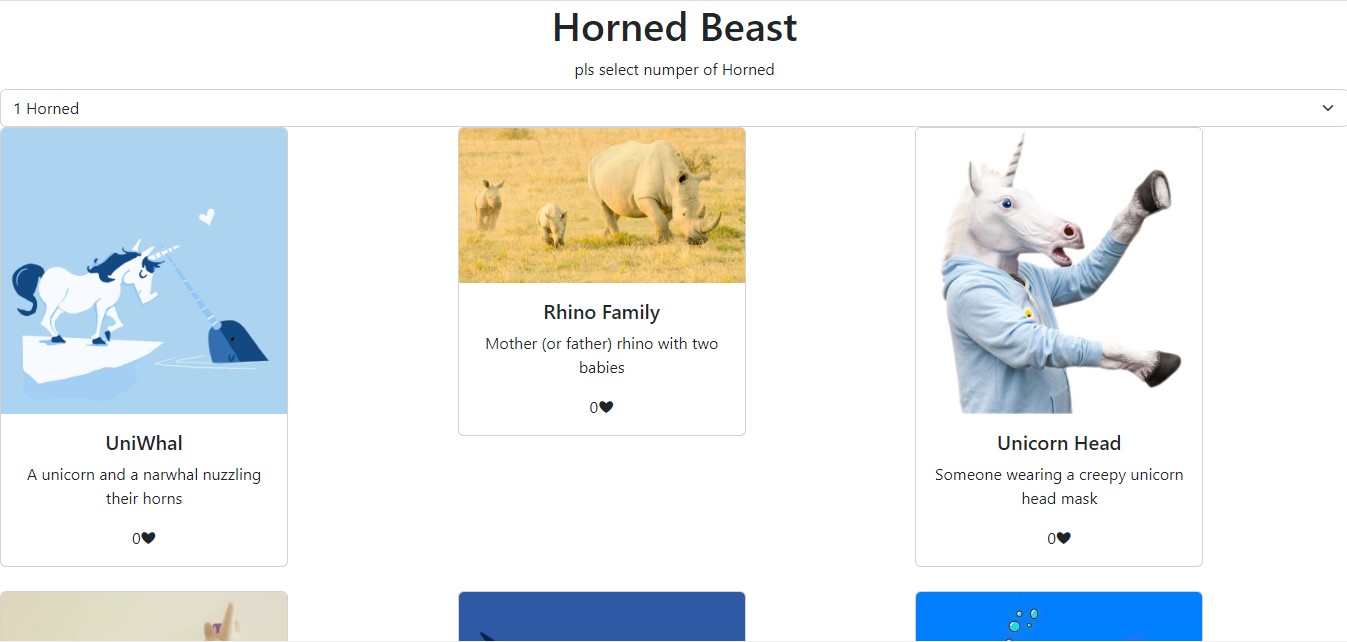 Horned Beast
pls select numper of Horned
1 Horned
UniWhal
A unicorn and a narwhal nuzzling
their horns
0
Rhino Family
Mother (or father) rhino with two
babies
0
Unicorn Head
Someone wearing a creepy unicorn
head mask
0